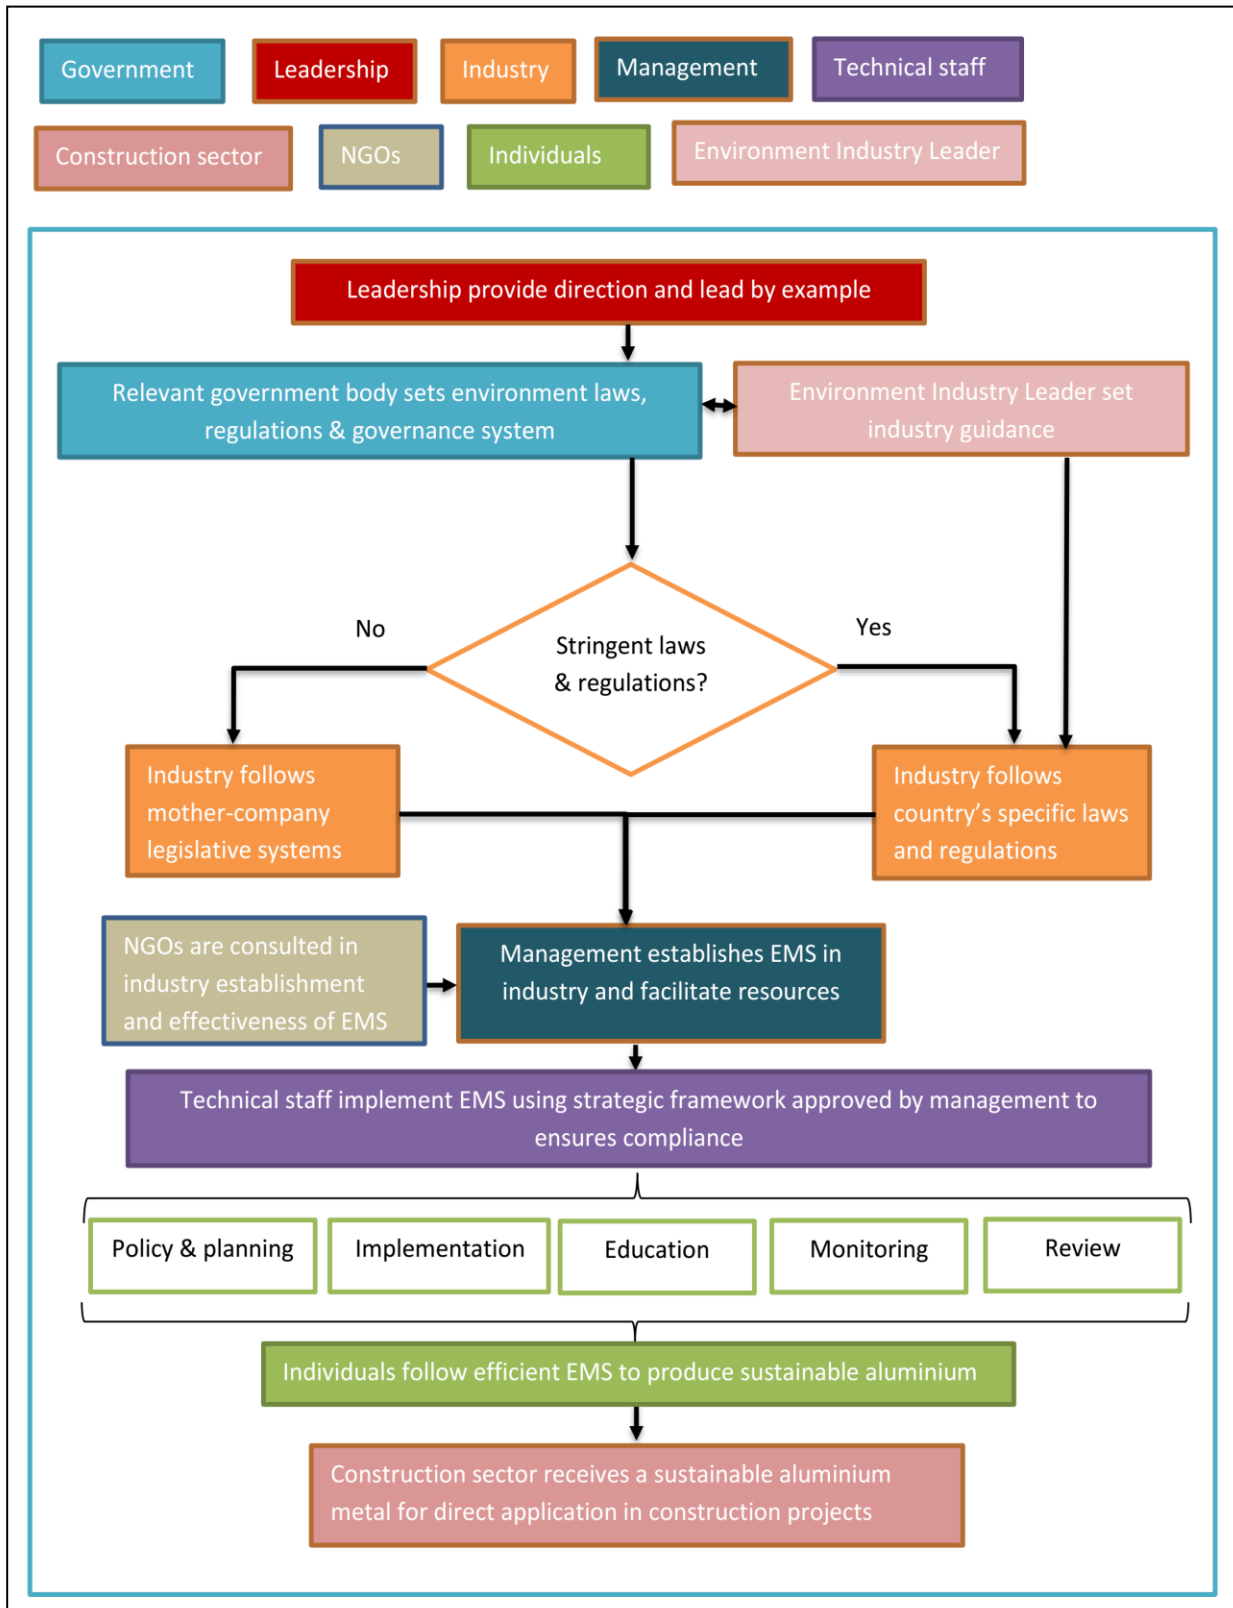 Government
Leadership
Industry
Management
Technical staff
Construction sector
NGOs
Individuals
Environment Industry Leader
Leadership provide direction and lead by example
Relevant government body sets environment laws,
regulations & governance system
Environment Industry Leader set
industry guidance
No
Yes
Stringent laws
& regulations?
Industry follows
mother-company
legislative systems
Industry follows
country's specific laws
and regulations
NGOs are consulted in
industry establishment
and effectiveness of EMS
Management establishes EMS in
industry and facilitate resources
Technical staff implement EMS using strategic framework approved by management to
ensures compliance
Policy & planning
Implementation
Education
Monitoring
Review
Individuals follow efficient EMS to produce sustainable aluminium
Construction sector receives a sustainable aluminium
metal for direct application in construction projects